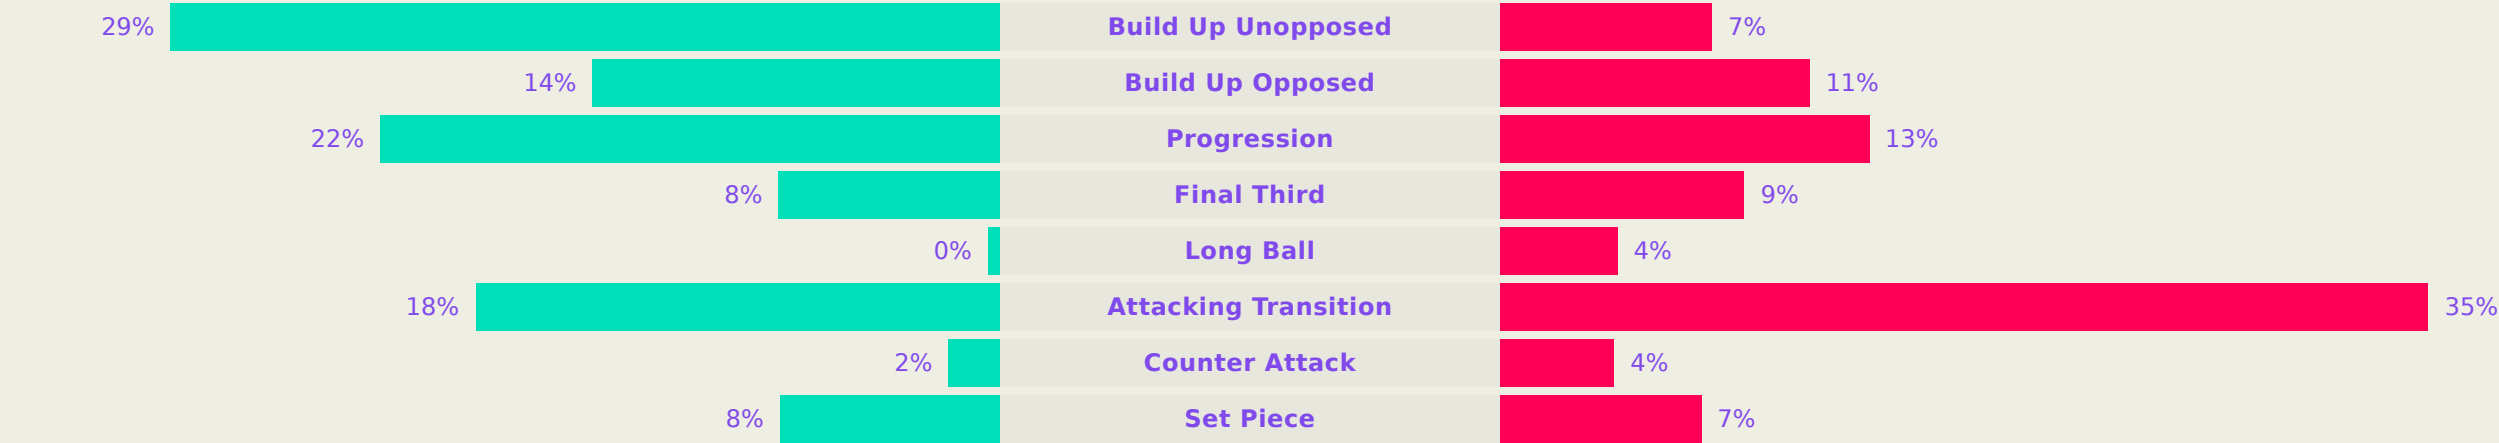 29% Build Up Unopposed 7%
14% Build Up Opposed 11%
22% Progression 13%
8% Final Third 9%
0% Long Ball 4%
18% Attacking Transition 35%
2% Counter Attack 4%
8% Set Piece 7%